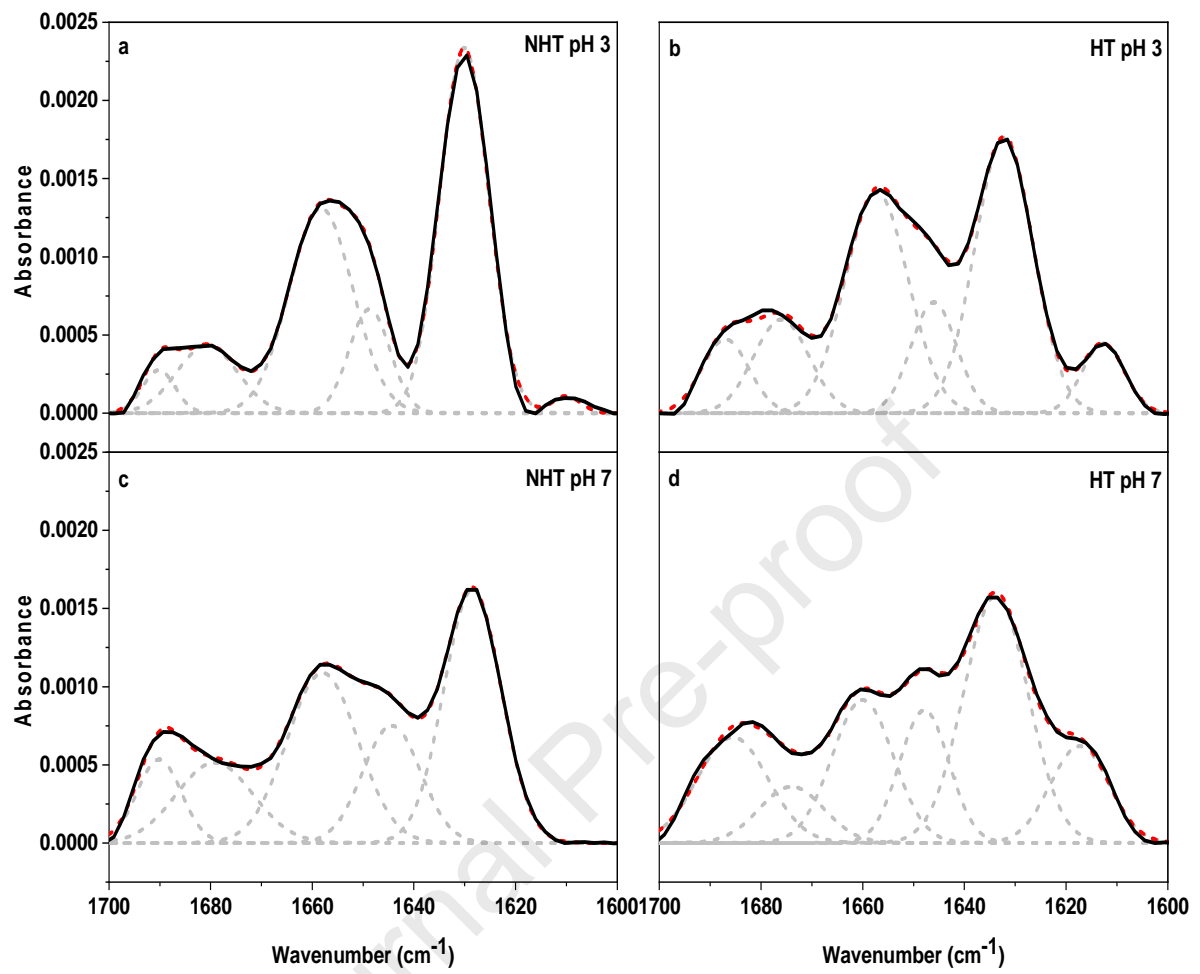 a
NHT pH 3
b
HT pH 3
0.0025
0.0020
0.0015
0.0010
0.0005
0.0000
Absorbance
c
NHT pH 7
d
HT pH 7
0.0025
0.0020
0.0015
0.0010
0.0005
0.0000
Absorbance
1700 1680 1660 1640 1620 1600
1700 1680 1660 1640 1620 1600
Wavenumber (cm⁻¹)
Wavenumber (cm⁻¹)
urnal Pre-proof